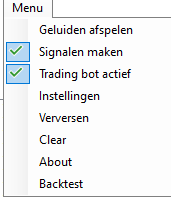 Menu
Geluiden afspelen
Signalen maken
Trading bot actief
Instellingen
Verversen
Clear
About
Backtest